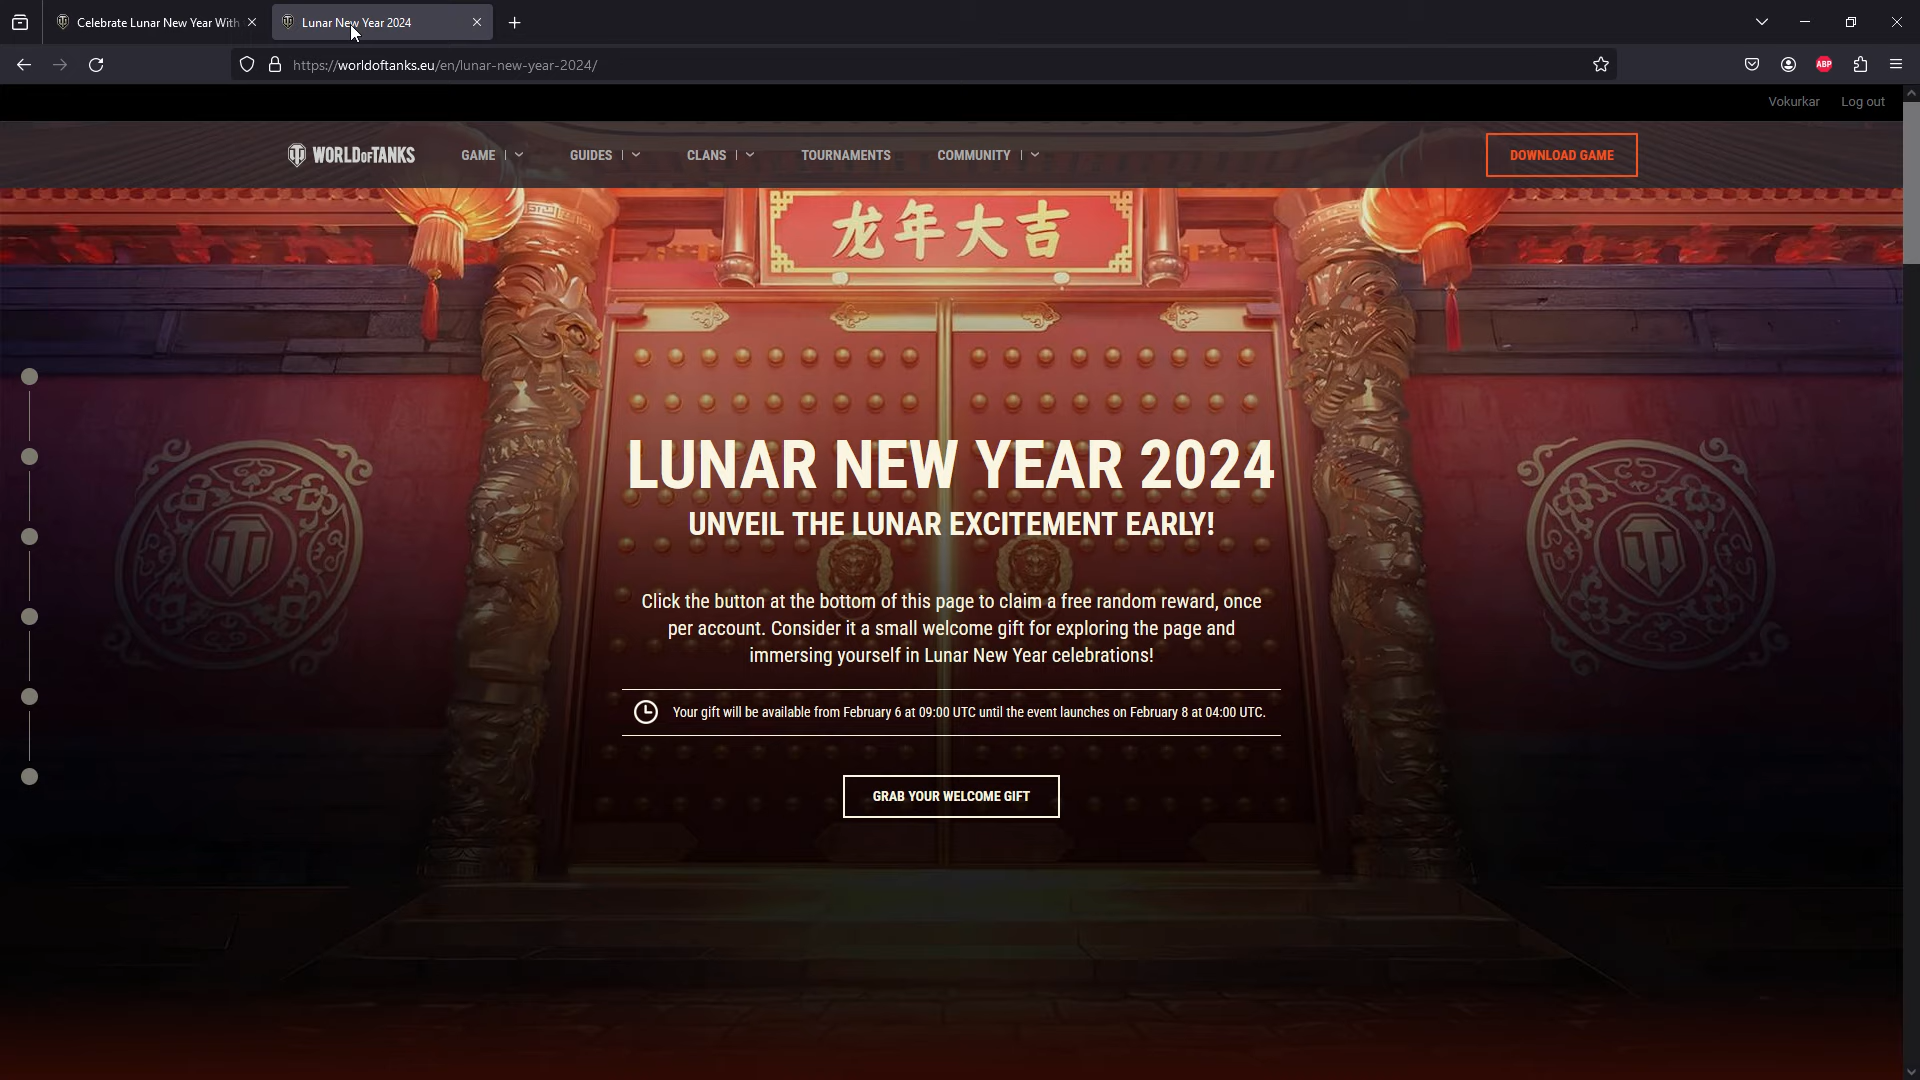 Celebrate Lunar New Year With
Lunar New Year 2024
https://worldoftanks.eu/en/lunar-new-year-2024/
ABP
Vokurkar
Log out
WORLD OF TANKS
GAME
GUIDES
CLANS
TOURNAMENTS
COMMUNITY
DOWNLOAD GAME
龙年大吉
LUNAR NEW YEAR 2024
UNVEIL THE LUNAR EXCITEMENT EARLY!
Click the button at the bottom of this page to claim a free random reward, once
per account. Consider it a small welcome gift for exploring the page and
immersing yourself in Lunar New Year celebrations!
Your gift will be available from February 6 at 09:00 UTC until the event launches on February 8 at 04:00 UTC.
GRAB YOUR WELCOME GIFT